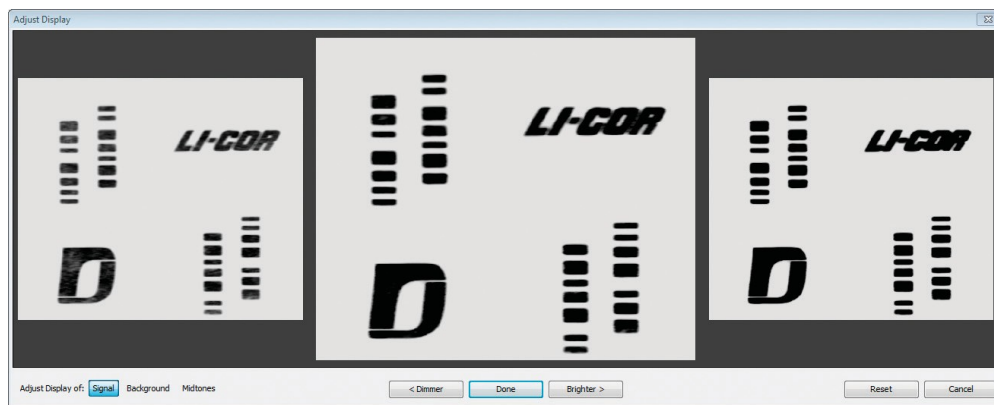 Adjust Display
LI-COR
LI-COR
LI-COR
D
D
D
Adjust Display of: Signal Background Midtones < Dimmer Done Brighter > Reset Cancel